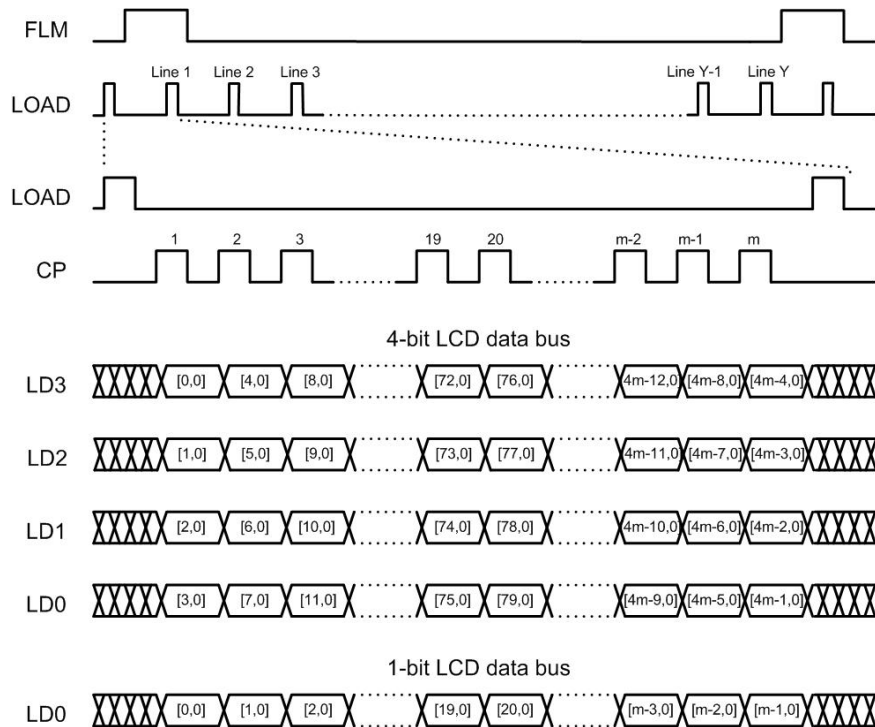 FLM
Line 1 Line 2 Line 3 Line Y-1 Line Y
LOAD
LOAD
1 2 3 19 20 m-2 m-1 m
CP
4-bit LCD data bus
LD3 [0,0] [4,0] [8,0] [72,0] [76,0] 4m-12,0 [4m-8,0] [4m-4,0]
LD2 [1,0] [5,0] [9,0] [73,0] [77,0] 4m-11,0 [4m-7,0] [4m-3,0]
LD1 [2,0] [6,0] [10,0] [74,0] [78,0] 4m-10,0 [4m-6,0] [4m-2,0]
LD0 [3,0] [7,0] [11,0] [75,0] [79,0] [4m-9,0] [4m-5,0] [4m-1,0]
1-bit LCD data bus
LD0 [0,0] [1,0] [2,0] [19,0] [20,0] [m-3,0] [m-2,0] [m-1,0]